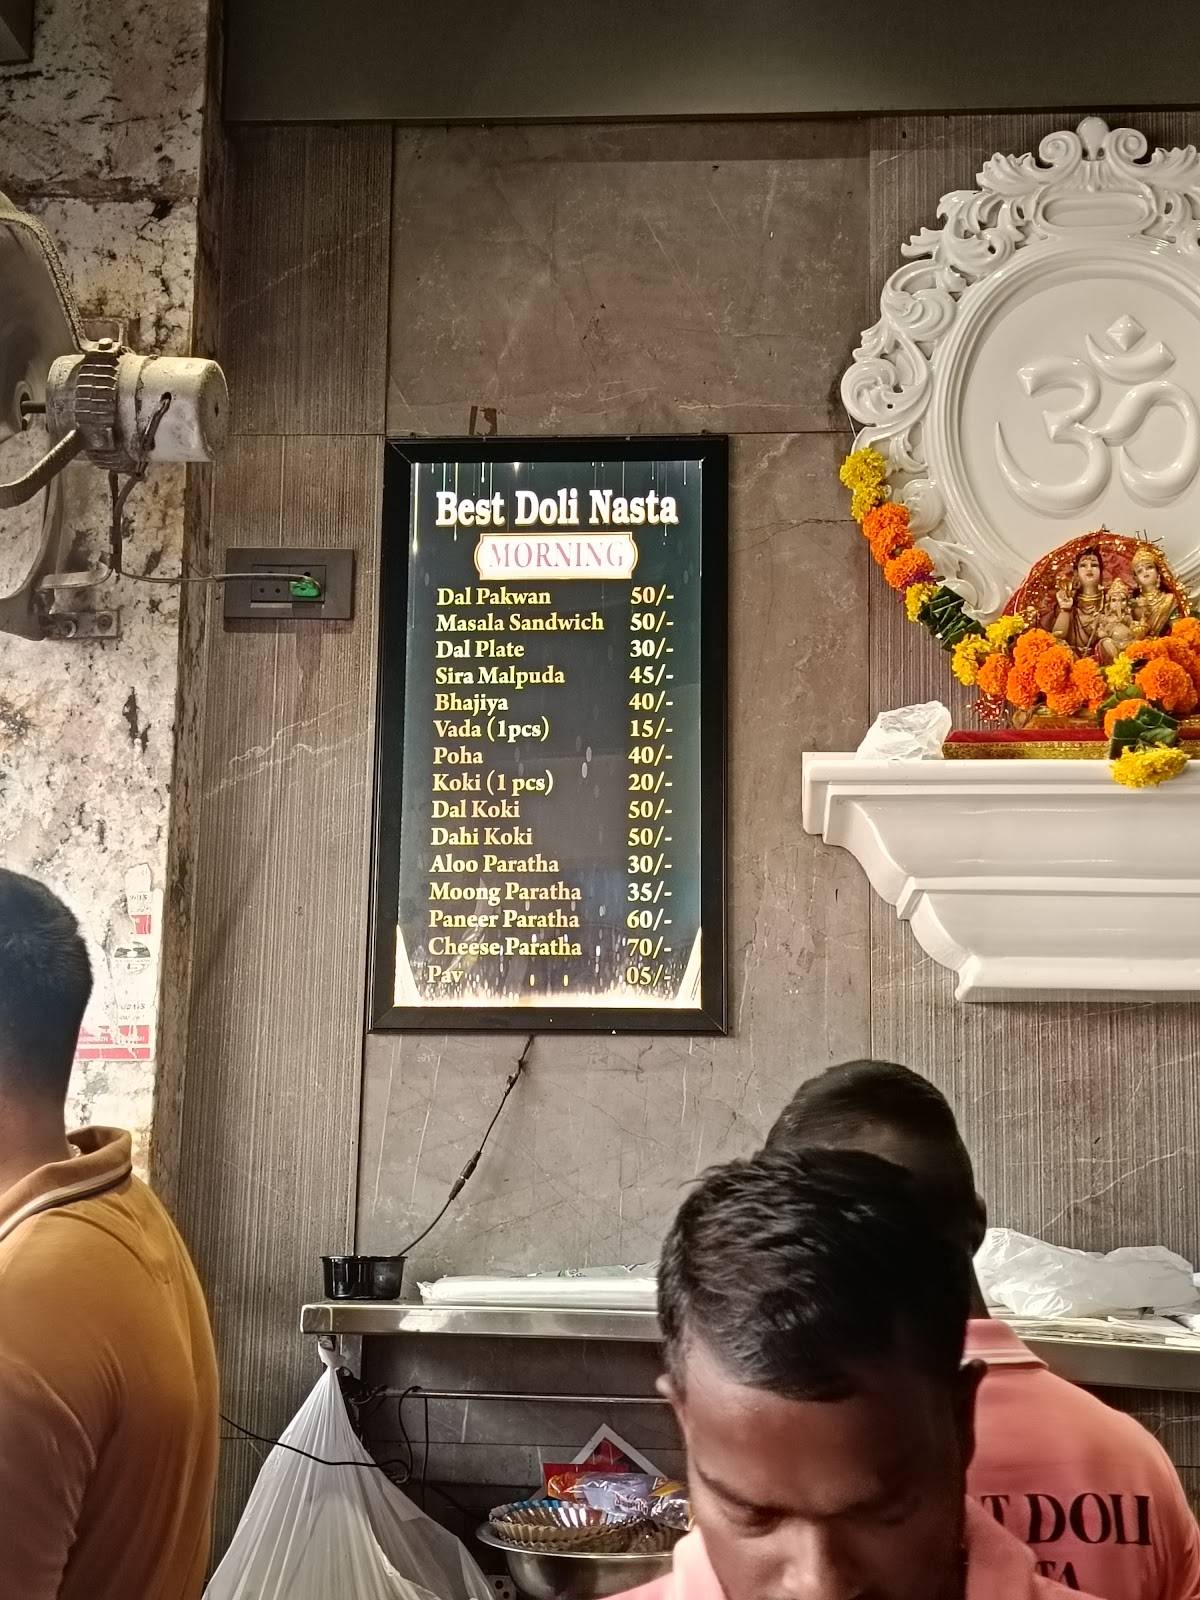 ॐ
Best Doli Nasta
MORNING
Dal Pakwan 50/-
Masala Sandwich 50/-
Dal Plate 30/-
Sira Malpuda 45/-
Bhajiya 40/-
Vada (1pcs) 15/-
Poha 40/-
Koki (1 pcs) 20/-
Dal Koki 50/-
Dahi Koki 50/-
Aloo Paratha 30/-
Moong Paratha 35/-
Paneer Paratha 60/-
Cheese Paratha 70/-
Pav 05/-
T DOLI
TA